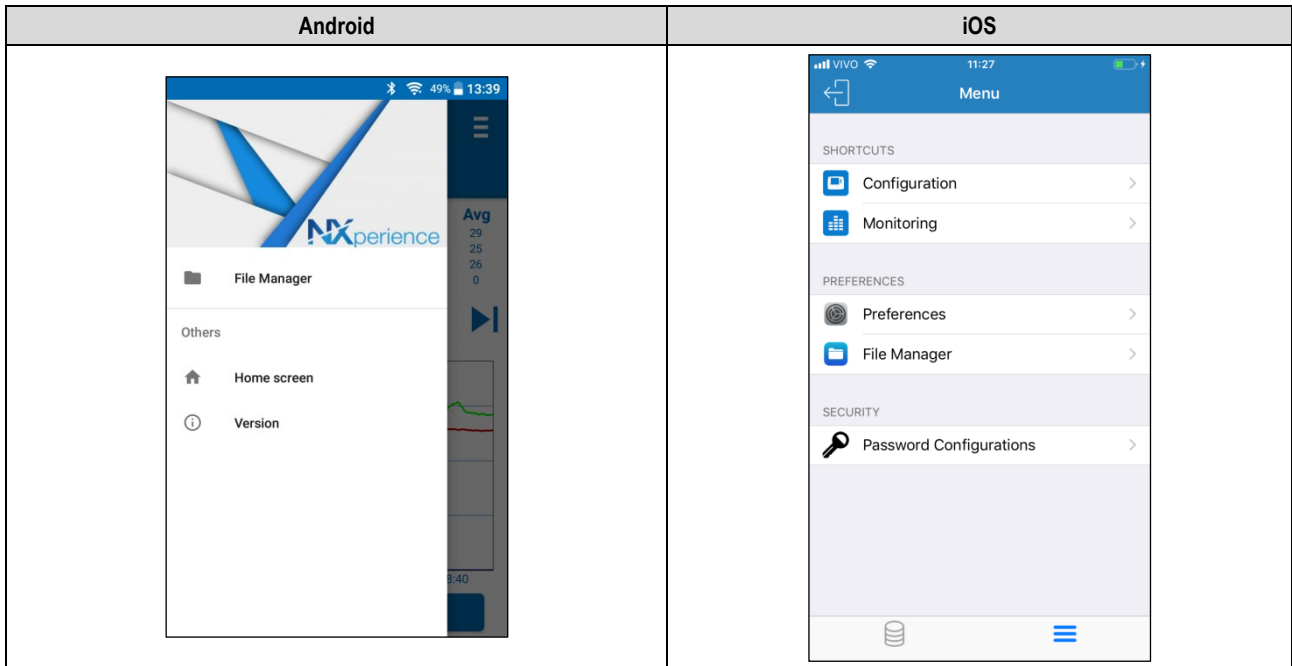 Android
iOS
49% 13:39
NXperience
Avg
29
25
26
0
File Manager
Others
Home screen
Version
3:40
VIVO 11:27
Menu
SHORTCUTS
Configuration
Monitoring
PREFERENCES
Preferences
File Manager
SECURITY
Password Configurations